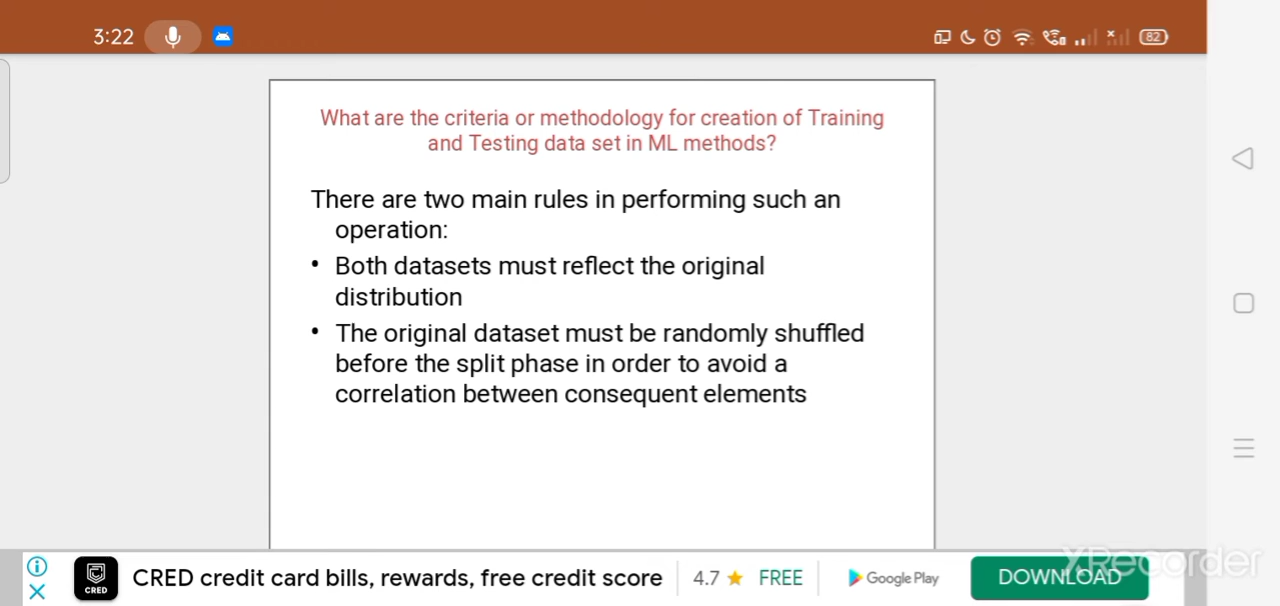 3:22
82
What are the criteria or methodology for creation of Training
and Testing data set in ML methods?
There are two main rules in performing such an
operation:
• Both datasets must reflect the original
distribution
• The original dataset must be randomly shuffled
before the split phase in order to avoid a
correlation between consequent elements
XRecorder
CRED
CRED credit card bills, rewards, free credit score
4.7 ★ FREE
Google Play
DOWNLOAD